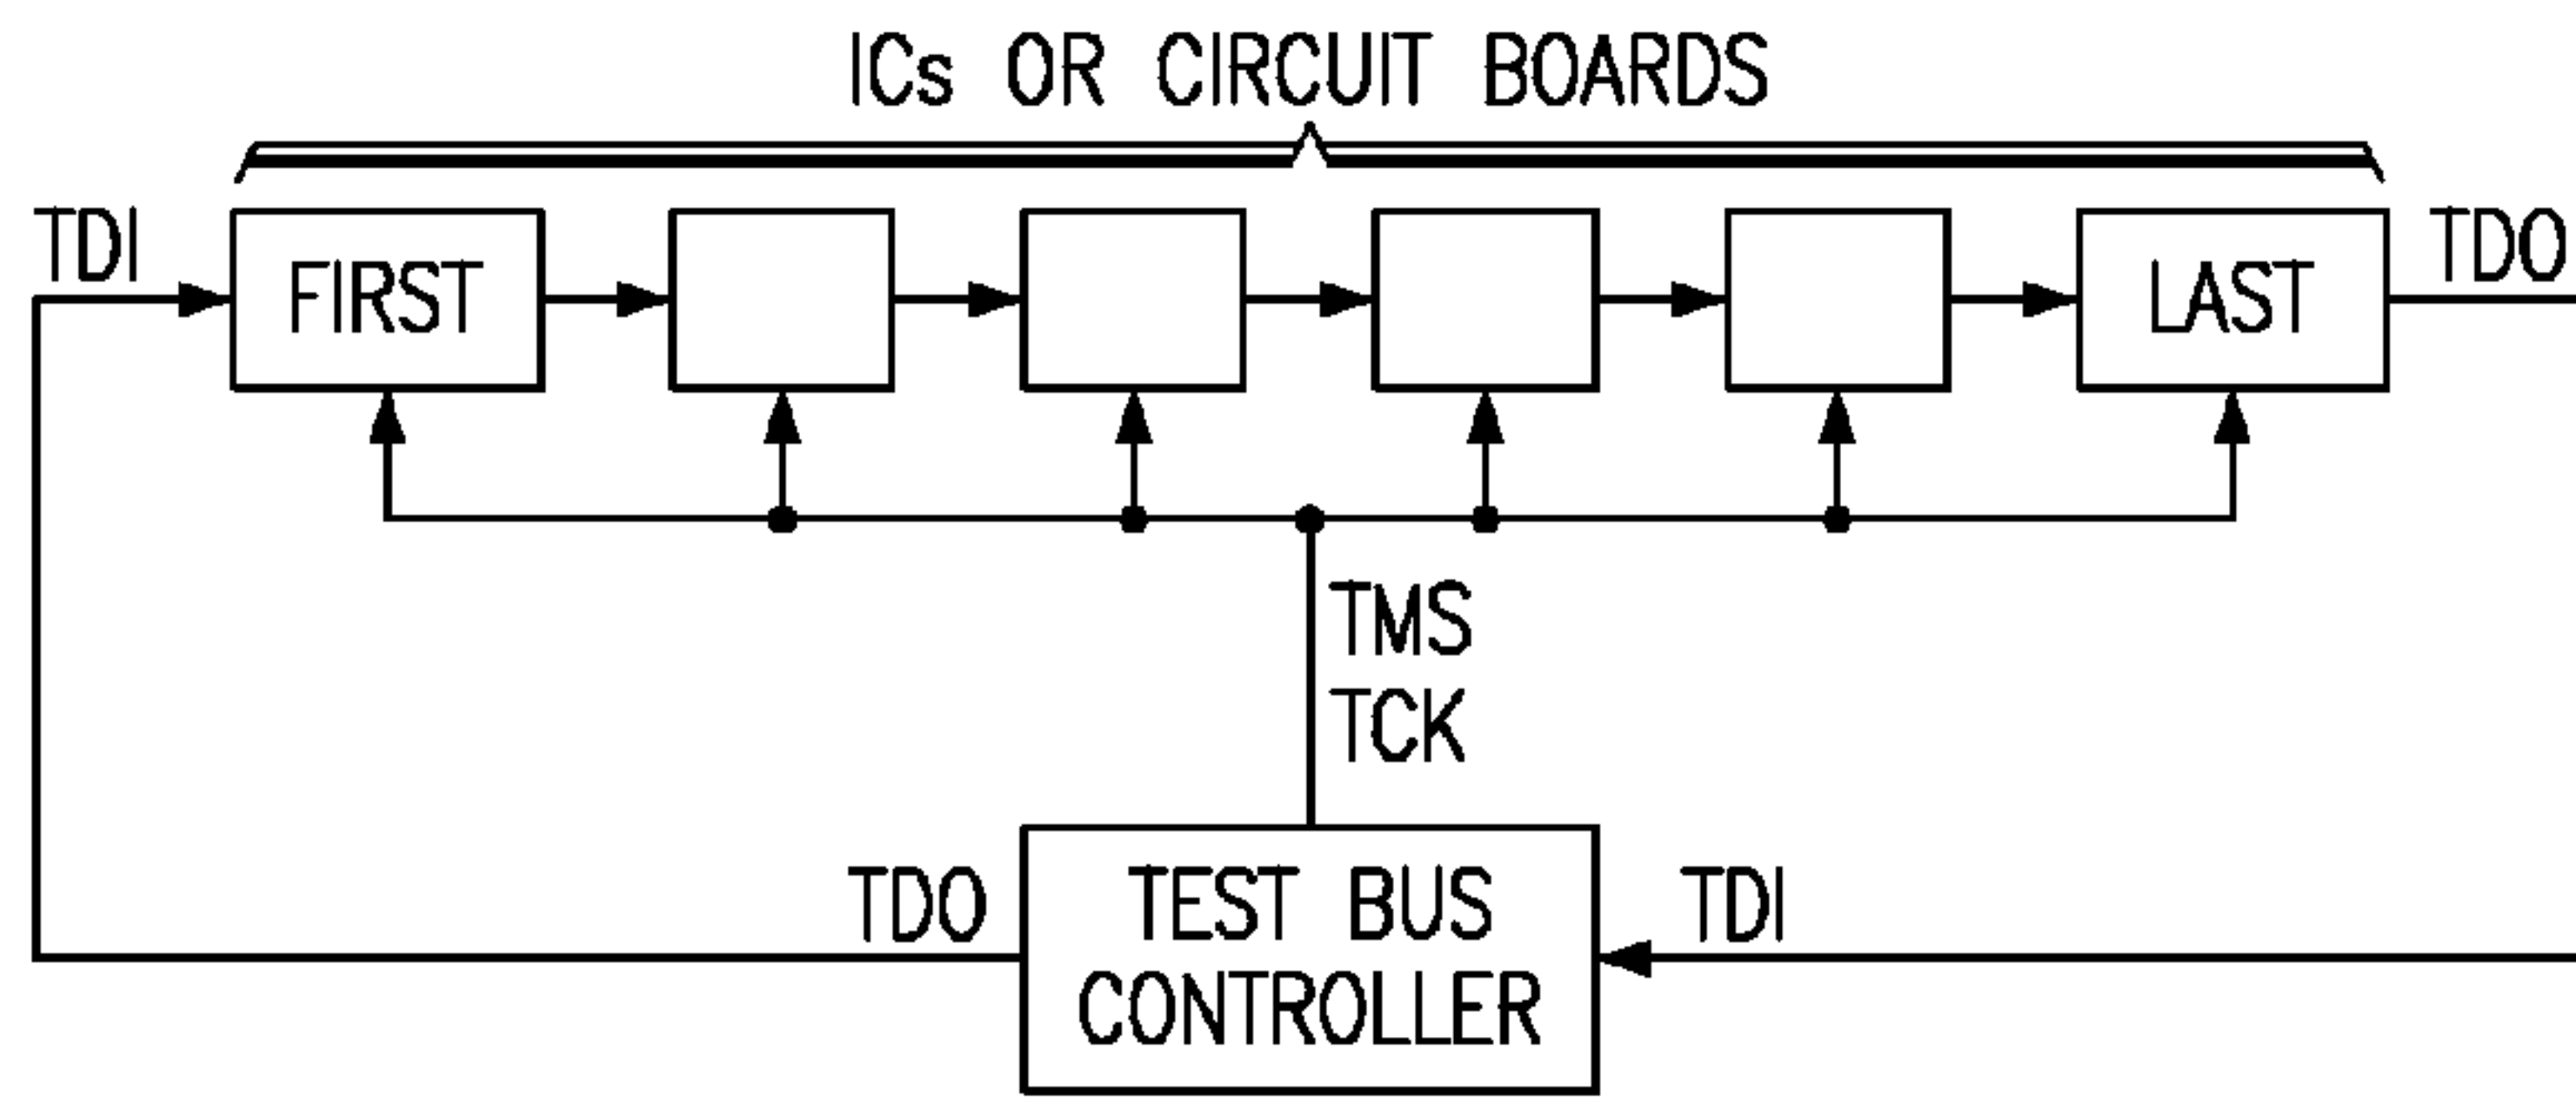 ICs OR CIRCUIT BOARDS
TDI
FIRST
LAST
TDO
TMS
TCK
TDO
TEST BUS
CONTROLLER
TDI